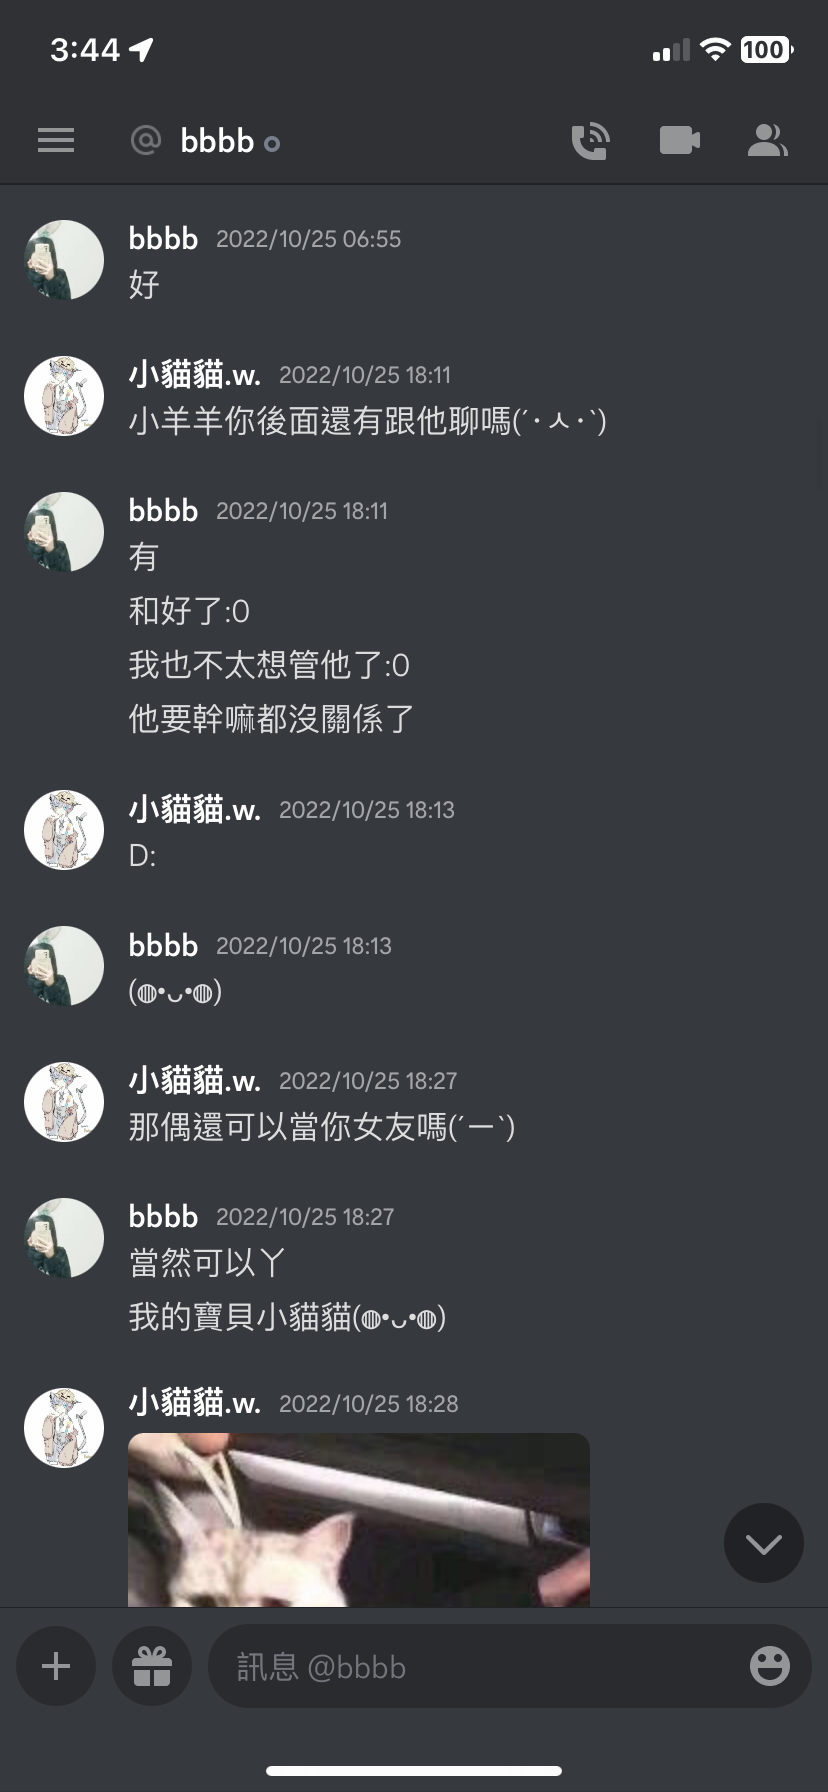 3:44
100
@ bbbb
bbbb 2022/10/25 06:55
好
小貓貓.w. 2022/10/25 18:11
小羊羊你後面還有跟他聊嗎(´･ㅅ･`)
bbbb 2022/10/25 18:11
有
和好了:0
我也不太想管他了:0
他要幹嘛都沒關係了
小貓貓.w. 2022/10/25 18:13
D:
bbbb 2022/10/25 18:13
(◍•ᴗ•◍)
小貓貓.w. 2022/10/25 18:27
那偶還可以當你女友嗎(´ー`)
bbbb 2022/10/25 18:27
當然可以ㄚ
我的寶貝小貓貓(◍•ᴗ•◍)
小貓貓.w. 2022/10/25 18:28
訊息 @bbbb